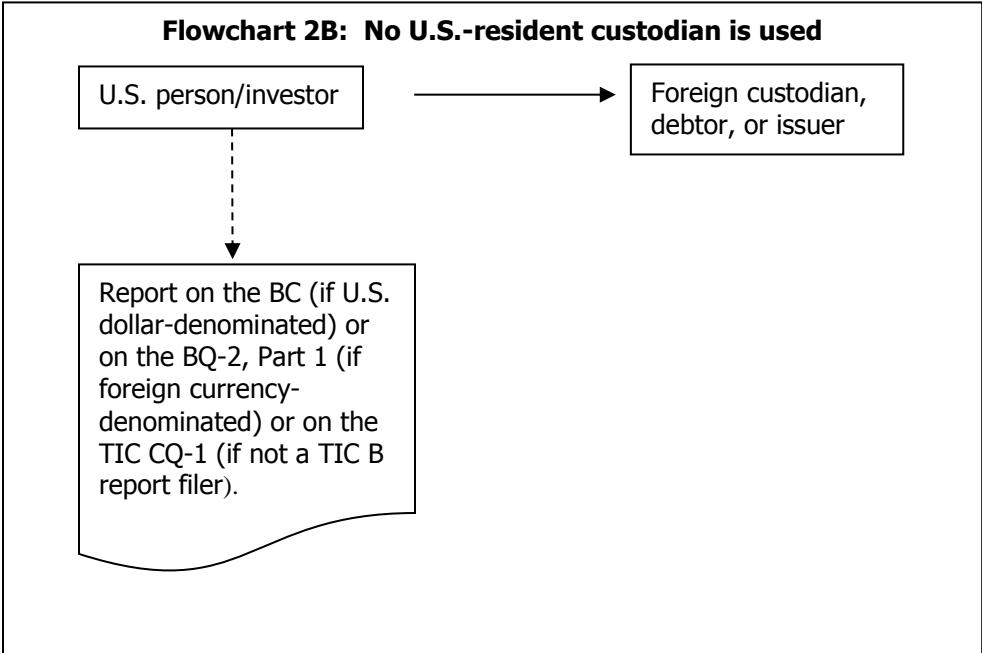 Flowchart 2B:  No U.S.-resident custodian is used
U.S. person/investor
Foreign custodian,
debtor, or issuer
Report on the BC (if U.S.
dollar-denominated) or
on the BQ-2, Part 1 (if
foreign currency-
denominated) or on the
TIC CQ-1 (if not a TIC B
report filer).